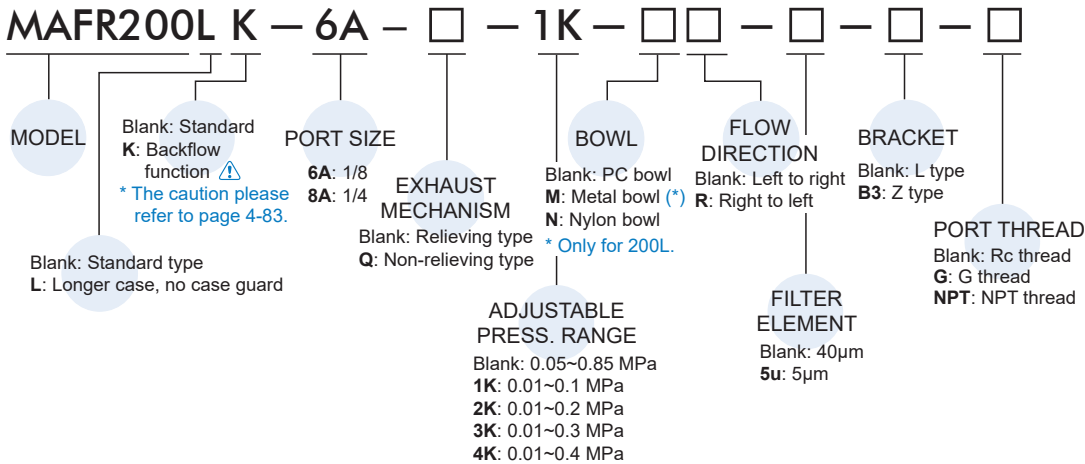 MAFR200L K — 6A – □ — 1K — □ □ — □ — □ — □
MODEL
Blank: Standard
K: Backflow
function ⚠
* The caution please
refer to page 4-83.
Blank: Standard type
L: Longer case, no case guard
PORT SIZE
6A: 1/8
8A: 1/4
EXHAUST
MECHANISM
Blank: Relieving type
Q: Non-relieving type
ADJUSTABLE
PRESS. RANGE
Blank: 0.05~0.85 MPa
1K: 0.01~0.1 MPa
2K: 0.01~0.2 MPa
3K: 0.01~0.3 MPa
4K: 0.01~0.4 MPa
BOWL
Blank: PC bowl
M: Metal bowl (*)
N: Nylon bowl
* Only for 200L.
FLOW
DIRECTION
Blank: Left to right
R: Right to left
FILTER
ELEMENT
Blank: 40µm
5u: 5µm
BRACKET
Blank: L type
B3: Z type
PORT THREAD
Blank: Rc thread
G: G thread
NPT: NPT thread